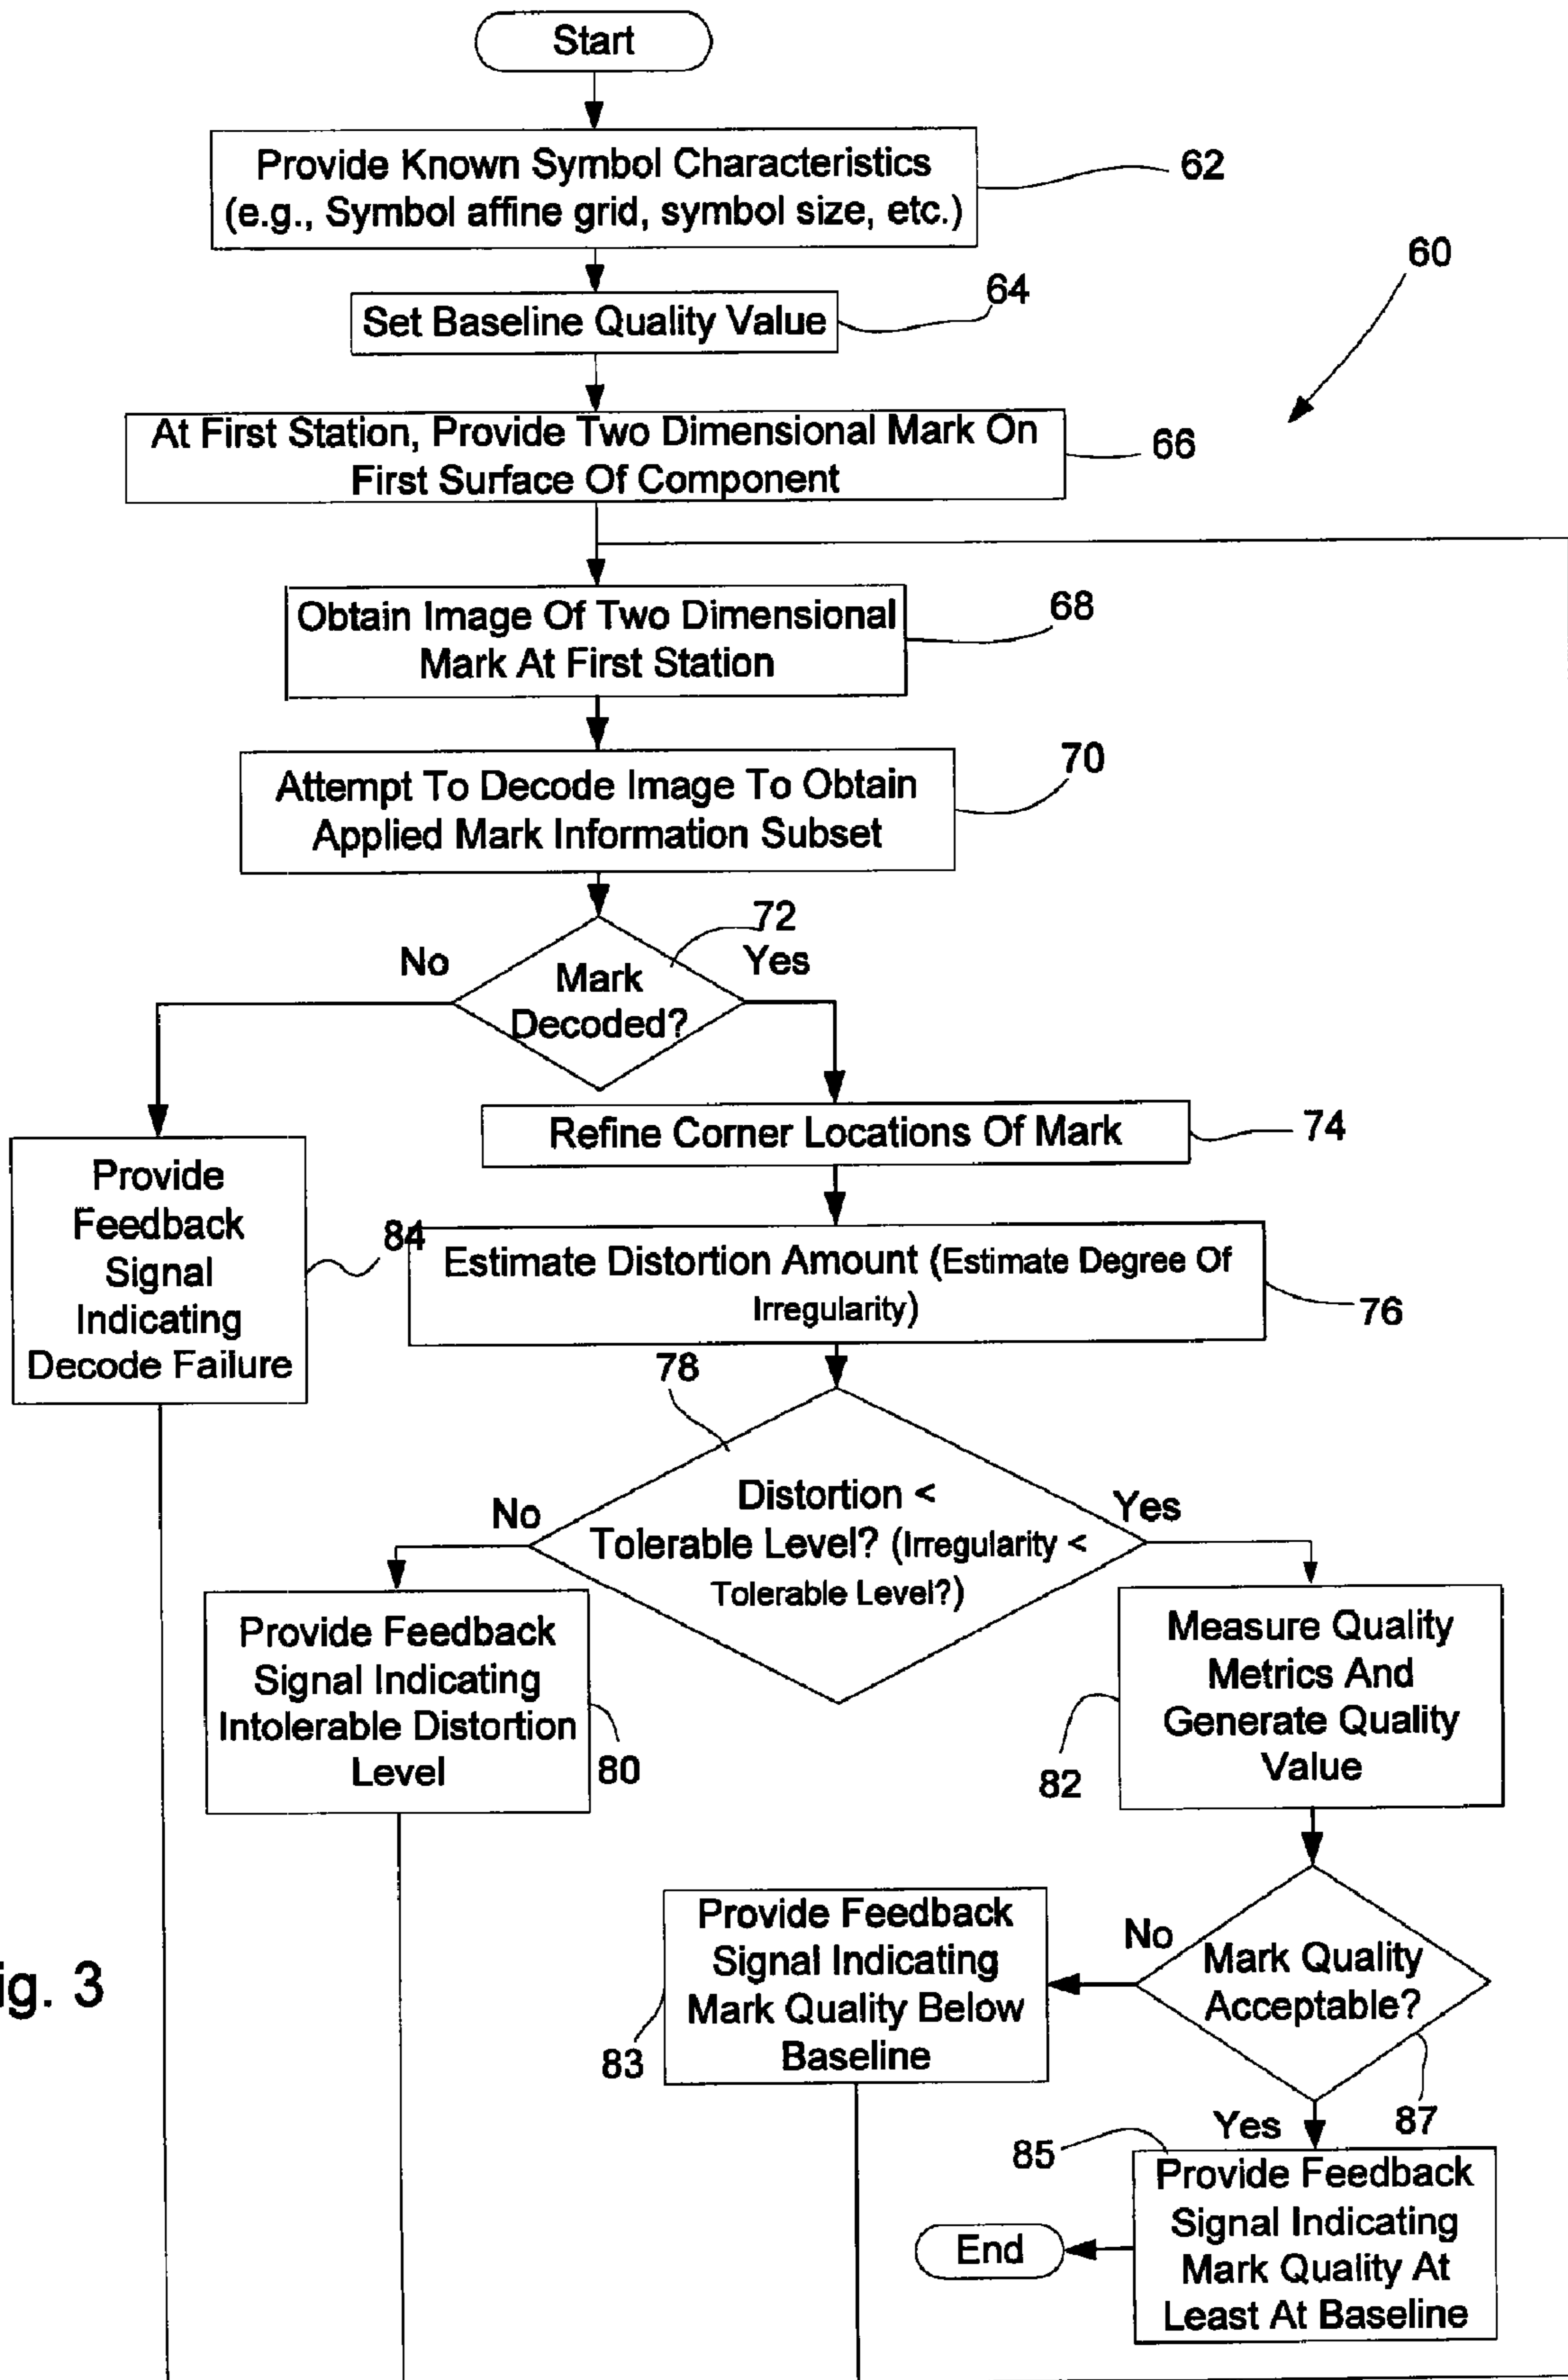 Start
Provide Known Symbol Characteristics
(e.g., Symbol affine grid, symbol size, etc.)
62
60
64
Set Baseline Quality Value
At First Station, Provide Two Dimensional Mark On
First Surface Of Component
66
Obtain Image Of Two Dimensional
Mark At First Station
68
Attempt To Decode Image To Obtain
Applied Mark Information Subset
70
72
No
Yes
Mark
Decoded?
Refine Corner Locations Of Mark
74
Provide
Feedback
Signal
Indicating
Decode Failure
84
Estimate Distortion Amount (Estimate Degree Of
Irregularity)
76
78
No
Yes
Distortion <
Tolerable Level? (Irregularity <
Tolerable Level?)
Provide Feedback
Signal Indicating
Intolerable Distortion
Level
80
Measure Quality
Metrics And
Generate Quality
Value
82
Provide Feedback
Signal Indicating
Mark Quality Below
Baseline
83
No
Mark Quality
Acceptable?
87
Yes
85
Provide Feedback
Signal Indicating
Mark Quality At
Least At Baseline
End
ig. 3